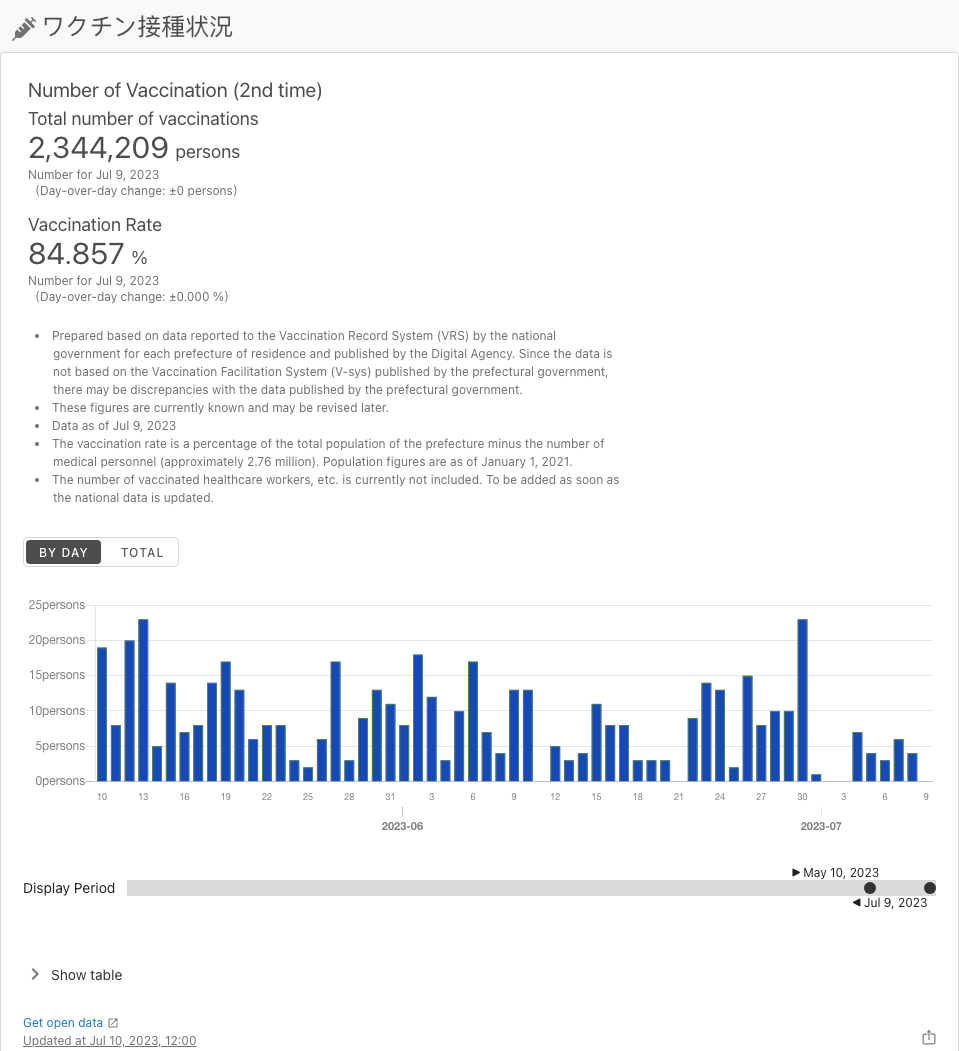 ワクチン接種状況
Number of Vaccination (2nd time)
Total number of vaccinations
2,344,209 persons
Number for Jul 9, 2023
(Day-over-day change: ±0 persons)
Vaccination Rate
84.857 %
Number for Jul 9, 2023
(Day-over-day change: ±0.000 %)
• Prepared based on data reported to the Vaccination Record System (VRS) by the national
government for each prefecture of residence and published by the Digital Agency. Since the data is
not based on the Vaccination Facilitation System (V-sys) published by the prefectural government,
there may be discrepancies with the data published by the prefectural government.
• These figures are currently known and may be revised later.
• Data as of Jul 9, 2023
• The vaccination rate is a percentage of the total population of the prefecture minus the number of
medical personnel (approximately 2.76 million). Population figures are as of January 1, 2021.
• The number of vaccinated healthcare workers, etc. is currently not included. To be added as soon as
the national data is updated.
BY DAY TOTAL
25persons
20persons
15persons
10persons
5persons
0persons
10 13 16 19 22 25 28 31 3 6 9 12 15 18 21 24 27 30 3 6 9
2023-06 2023-07
May 10, 2023
Display Period
Jul 9, 2023
Show table
Get open data
Updated at Jul 10, 2023, 12:00